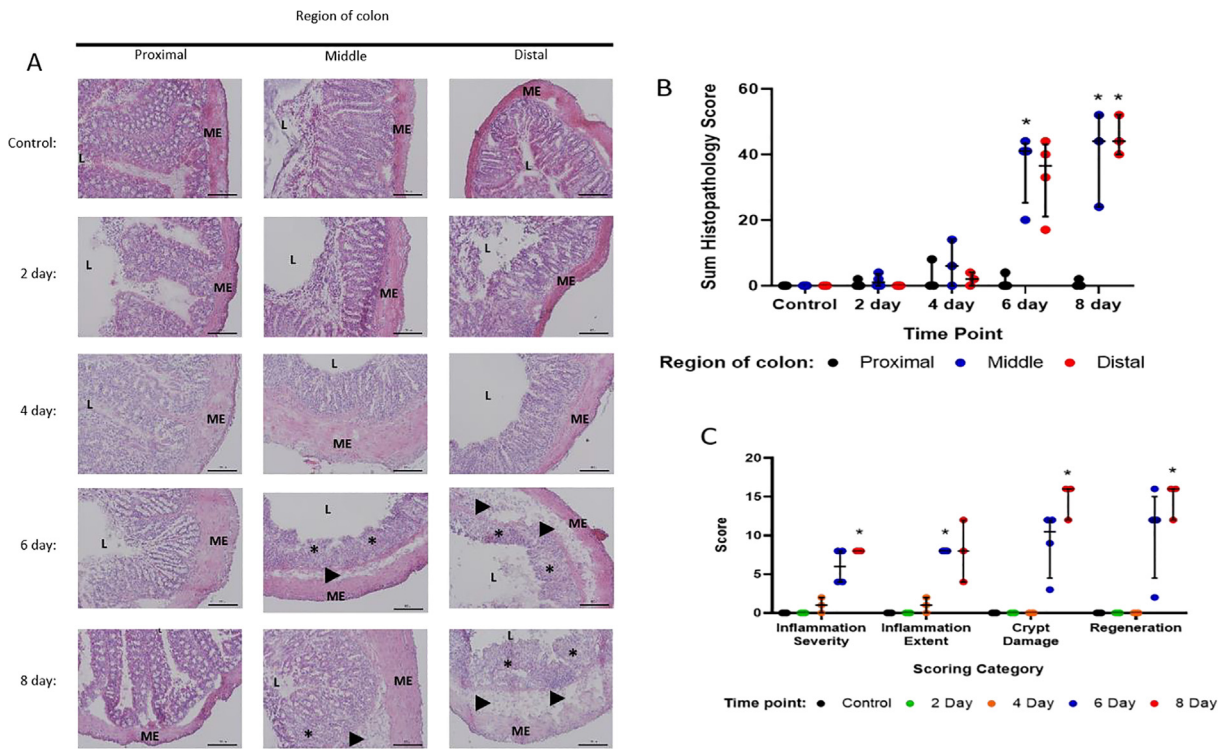 Region of colon
A
Proximal
Middle
Distal
Control:
L
ME
L
ME
ME
L
2 day:
L
ME
L
ME
L
ME
4 day:
L
ME
L
ME
L
ME
6 day:
L
ME
L
* *
ME
ME
*
*
L
8 day:
L
ME
ME
*
L
* *
ME
B
Sum Histopathology Score
60
40
20
0
* * *
Control 2 day 4 day 6 day 8 day
Time Point
Region of colon: Proximal Middle Distal
C
Score
20
15
10
5
0
* * * *
Inflammation Severity
Inflammation Extent
Crypt Damage
Regeneration
Scoring Category
Time point: Control 2 Day 4 Day 6 Day 8 Day